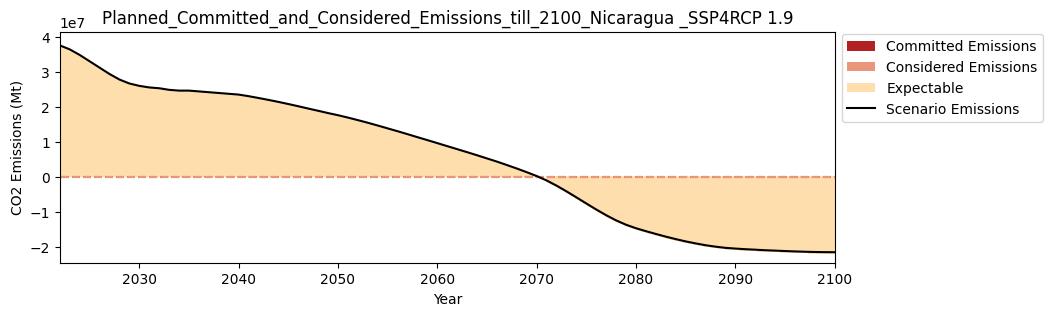 Planned_Committed_and_Considered_Emissions_till_2100_Nicaragua _SSP4RCP 1.9
1e7
4
3
2
1
0
−1
−2
CO2 Emissions (Mt)
2030 2040 2050 2060 2070 2080 2090 2100
Year
Committed Emissions
Considered Emissions
Expectable
Scenario Emissions